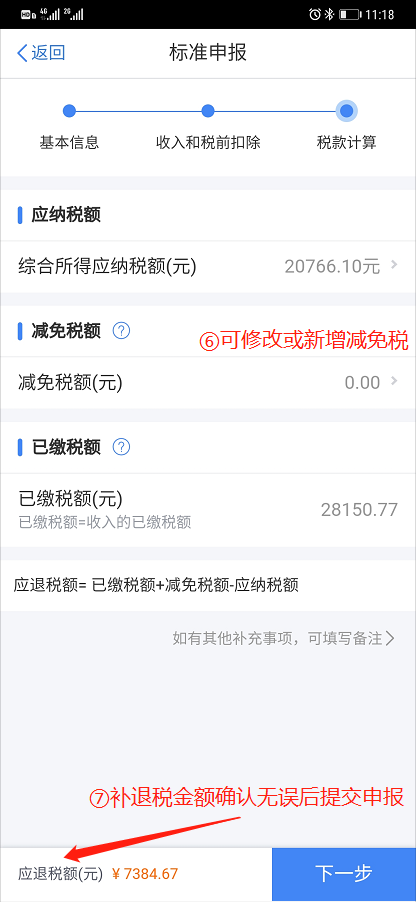 HD 4G 2G 11:18
返回 标准申报
基本信息 收入和税前扣除 税款计算
应纳税额
综合所得应纳税额(元) 20766.10元
减免税额 ?
⑥可修改或新增减免税
减免税额(元) 0.00
已缴税额 ?
已缴税额(元) 28150.77
已缴税额=收入的已缴税额
应退税额= 已缴税额+减免税额-应纳税额
如有其他补充事项，可填写备注
⑦补退税金额确认无误后提交申报
应退税额(元) ¥ 7384.67 下一步